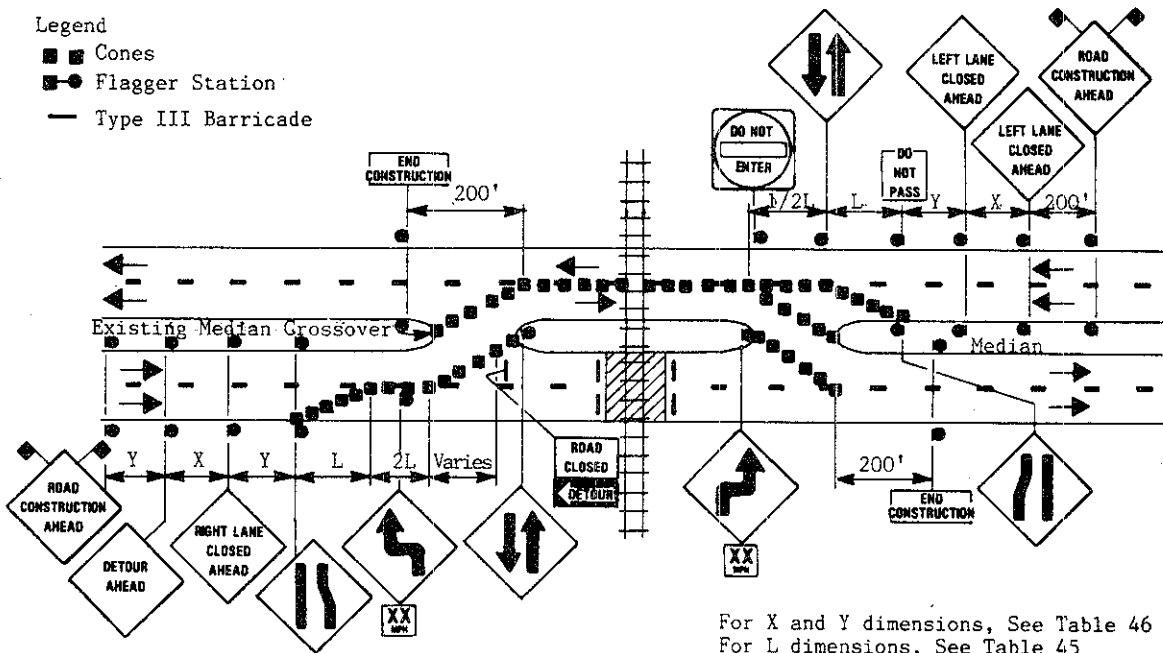 Legend
Cones
Flagger Station
Type III Barricade
LEFT LANE
CLOSED
AHEAD
ROAD
CONSTRUCTION
AHEAD
LEFT LANE
CLOSED
AHEAD
DO NOT
ENTER
DO
NOT
PASS
END
CONSTRUCTION
200'
1/2L
L
Y
X
200'
Existing Median Crossover
Median
Y
X
Y
L
2L
Varies
ROAD
CLOSED
DETOUR
200'
END
CONSTRUCTION
ROAD
CONSTRUCTION
AHEAD
DETOUR
AHEAD
RIGHT LANE
CLOSED
AHEAD
XX
MPH
XX
MPH
For X and Y dimensions, See Table 46
For L dimensions, See Table 45